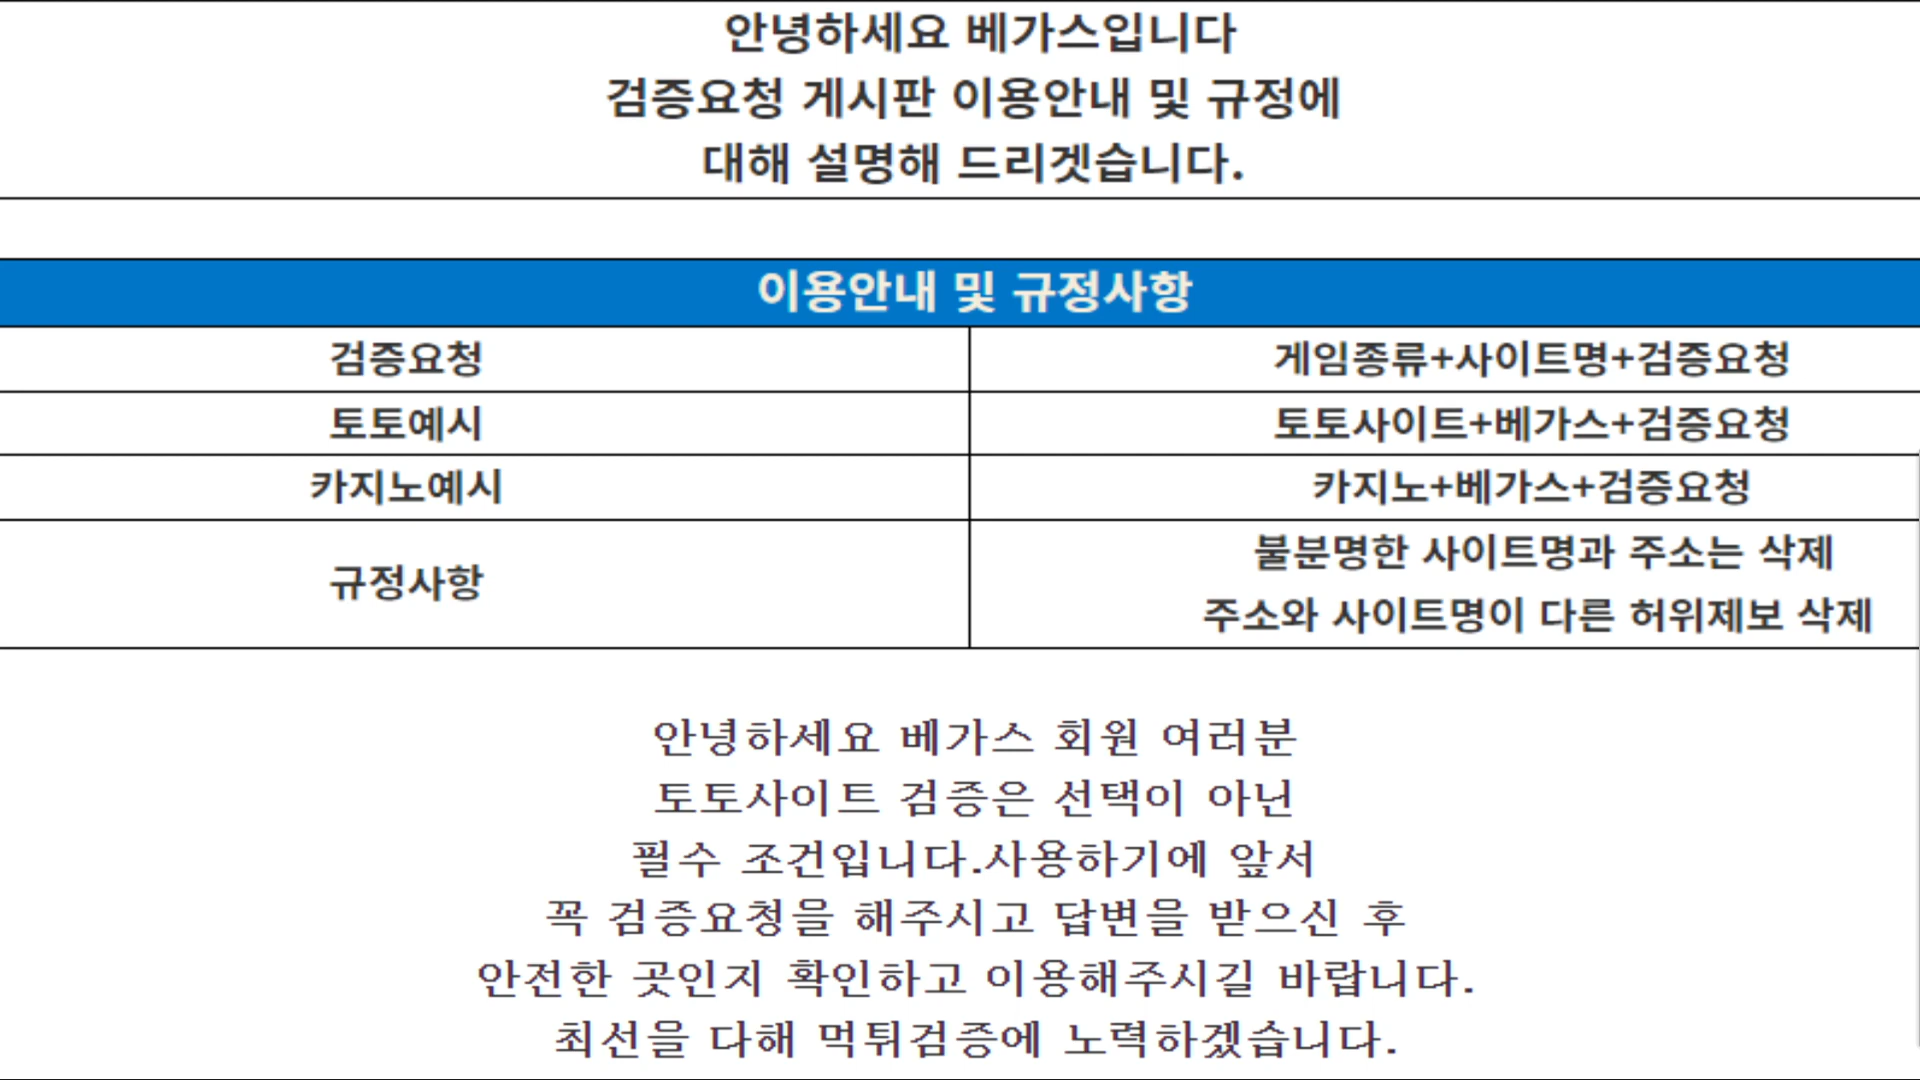 안녕하세요 베가스입니다
검증요청 게시판 이용안내 및 규정에
대해 설명해 드리겟습니다.
이용안내 및 규정사항
검증요청 게임종류+사이트명+검증요청
토토예시 토토사이트+베가스+검증요청
카지노예시 카지노+베가스+검증요청
규정사항
불분명한 사이트명과 주소는 삭제
주소와 사이트명이 다른 허위제보 삭제
안녕하세요 베가스 회원 여러분
토토사이트 검증은 선택이 아닌
필수 조건입니다.사용하기에 앞서
꼭 검증요청을 해주시고 답변을 받으신 후
안전한 곳인지 확인하고 이용해주시길 바랍니다.
최선을 다해 먹튀검증에 노력하겠습니다.